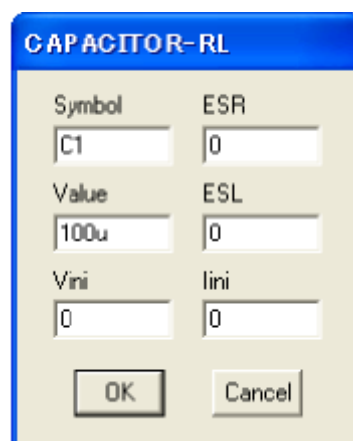 CAPACITOR-RL
Symbol ESR
C1 0
Value ESL
100u 0
Vini Iini
0 0
OK Cancel